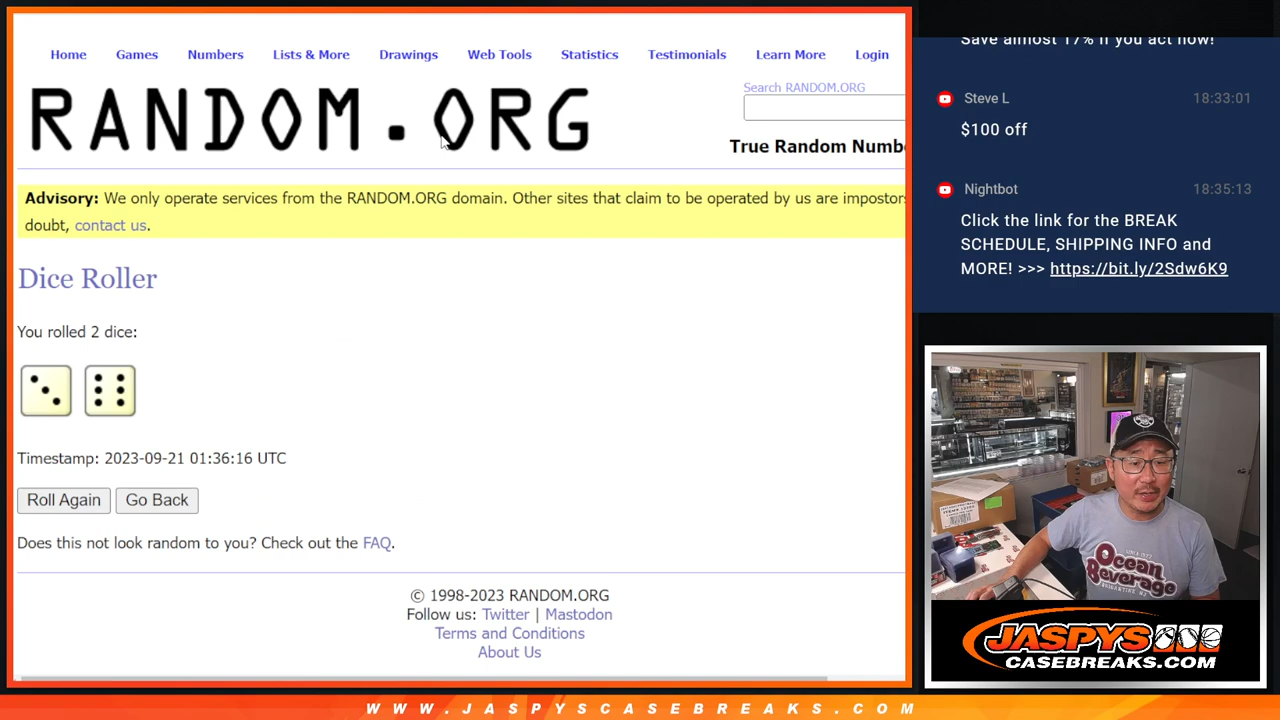 Home Games Numbers Lists & More Drawings Web Tools Statistics Testimonials Learn More Login
RANDOM.ORG
Search RANDOM.ORG
True Random Numbe
Advisory: We only operate services from the RANDOM.ORG domain. Other sites that claim to be operated by us are impostors
doubt, contact us.
Dice Roller
You rolled 2 dice:
Timestamp: 2023-09-21 01:36:16 UTC
Roll Again Go Back
Does this not look random to you? Check out the FAQ.
© 1998-2023 RANDOM.ORG
Follow us: Twitter | Mastodon
Terms and Conditions
About Us
Save almost 17% if you act now!
Steve L 18:33:01
$100 off
Nightbot 18:35:13
Click the link for the BREAK
SCHEDULE, SHIPPING INFO and
MORE! >>> https://bit.ly/2Sdw6K9
Ocean
Beverage
JASPYS
CASEBREAKS.COM
WWW.JASPYSCASEBREAKS.COM